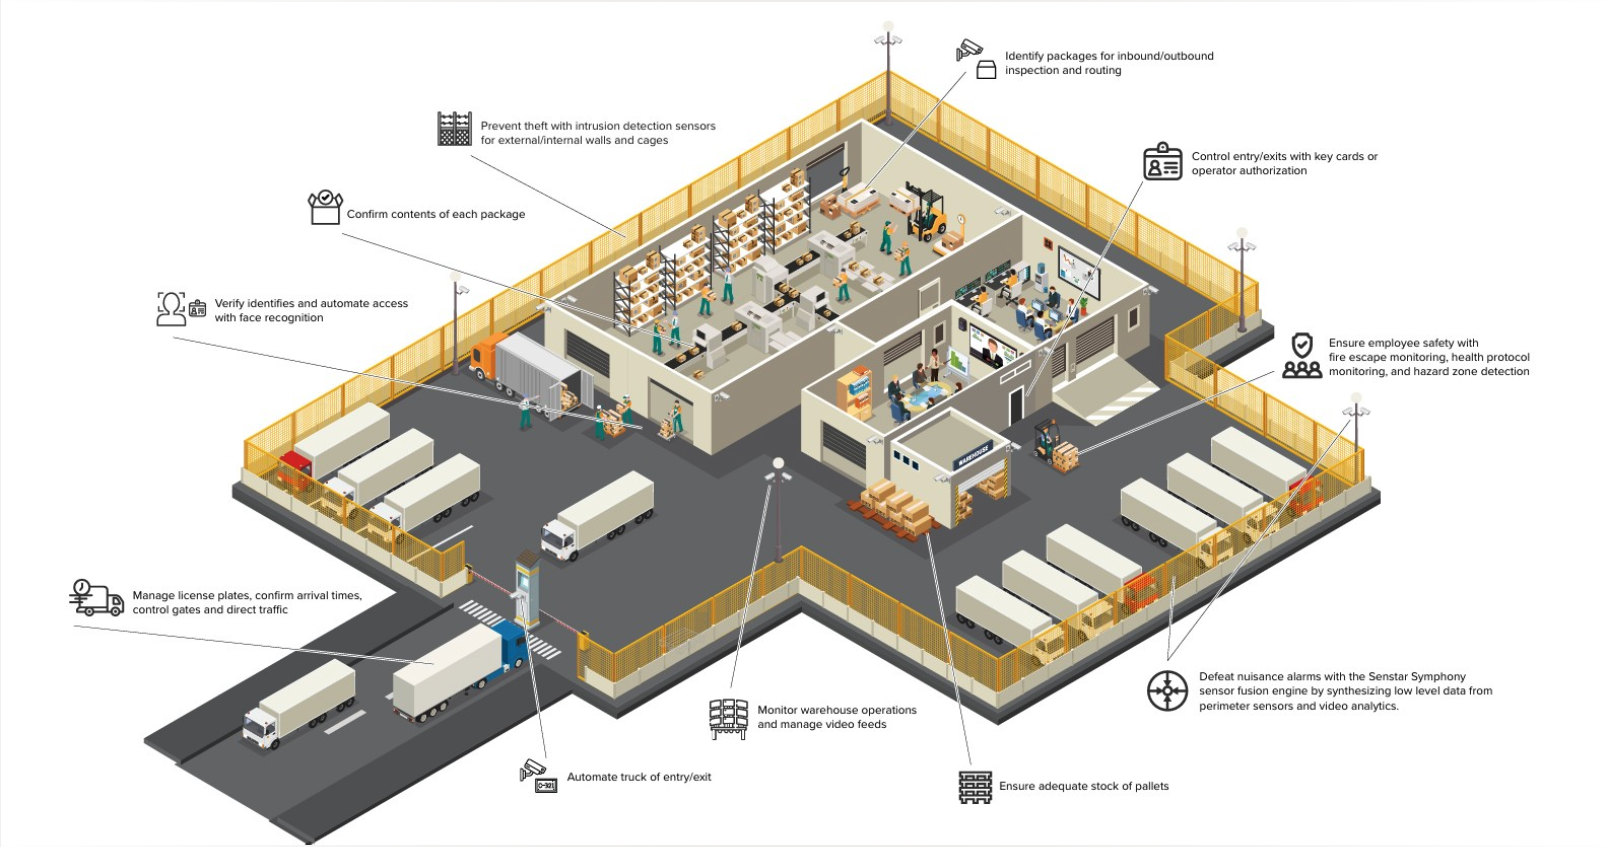 Identify packages for inbound/outbound
inspection and routing
Prevent theft with intrusion detection sensors
for external/internal walls and cages
Control entry/exits with key cards or
operator authorization
Confirm contents of each package
Verify identifies and automate access
with face recognition
Ensure employee safety with
fire escape monitoring, health protocol
monitoring, and hazard zone detection
WAREHOUSE
Manage license plates, confirm arrival times,
control gates and direct traffic
Defeat nuisance alarms with the Senstar Symphony
sensor fusion engine by synthesizing low level data from
perimeter sensors and video analytics.
Monitor warehouse operations
and manage video feeds
Automate truck of entry/exit
Ensure adequate stock of pallets